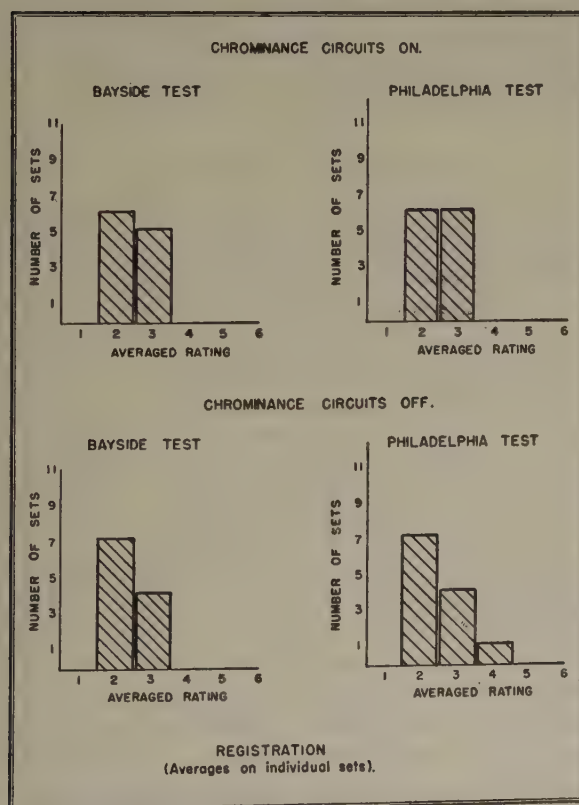 CHROMINANCE CIRCUITS ON.
BAYSIDE TEST
NUMBER OF SETS
11
9
7
5
3
1
1 2 3 4 5 6
AVERAGED RATING
PHILADELPHIA TEST
NUMBER OF SETS
11
9
7
5
3
1
1 2 3 4 5 6
AVERAGED RATING
CHROMINANCE CIRCUITS OFF.
BAYSIDE TEST
NUMBER OF SETS
11
9
7
5
3
1
1 2 3 4 5 6
AVERAGED RATING
PHILADELPHIA TEST
NUMBER OF SETS
11
9
7
5
3
1
1 2 3 4 5 6
AVERAGED RATING
REGISTRATION
(Averages on individual sets).